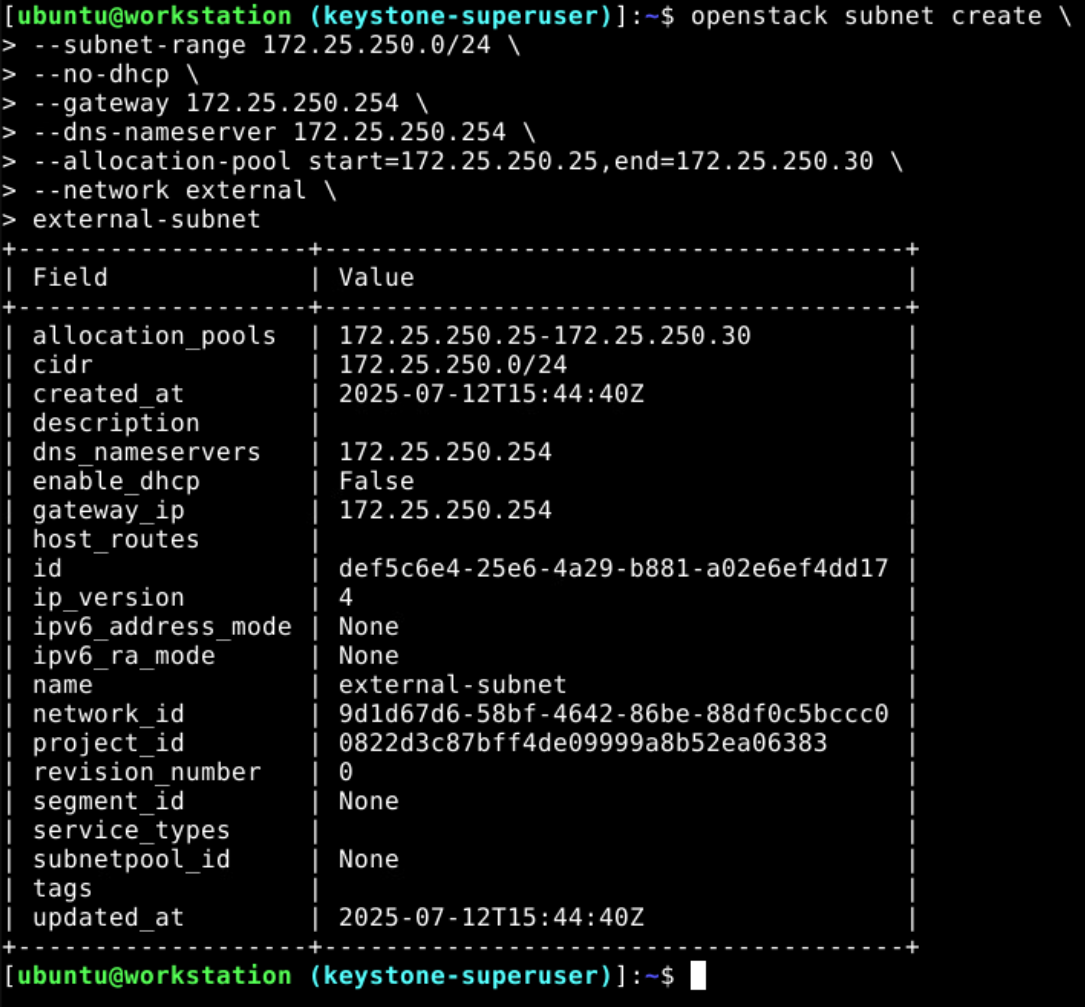 [ubuntu@workstation (keystone-superuser)]:~$ openstack subnet create \
> --subnet-range 172.25.250.0/24 \
> --no-dhcp \
> --gateway 172.25.250.254 \
> --dns-nameserver 172.25.250.254 \
> --allocation-pool start=172.25.250.25,end=172.25.250.30 \
> --network external \
> external-subnet
+-------------------+--------------------------------------+
| Field             | Value                                |
+-------------------+--------------------------------------+
| allocation_pools  | 172.25.250.25-172.25.250.30          |
| cidr              | 172.25.250.0/24                      |
| created_at        | 2025-07-12T15:44:40Z                 |
| description       |                                      |
| dns_nameservers   | 172.25.250.254                       |
| enable_dhcp       | False                                |
| gateway_ip        | 172.25.250.254                       |
| host_routes       |                                      |
| id                | def5c6e4-25e6-4a29-b881-a02e6ef4dd17 |
| ip_version        | 4                                    |
| ipv6_address_mode | None                                 |
| ipv6_ra_mode      | None                                 |
| name              | external-subnet                      |
| network_id        | 9d1d67d6-58bf-4642-86be-88df0c5bccc0 |
| project_id        | 0822d3c87bff4de09999a8b52ea06383     |
| revision_number   | 0                                    |
| segment_id        | None                                 |
| service_types     |                                      |
| subnetpool_id     | None                                 |
| tags              |                                      |
| updated_at        | 2025-07-12T15:44:40Z                 |
+-------------------+--------------------------------------+
[ubuntu@workstation (keystone-superuser)]:~$